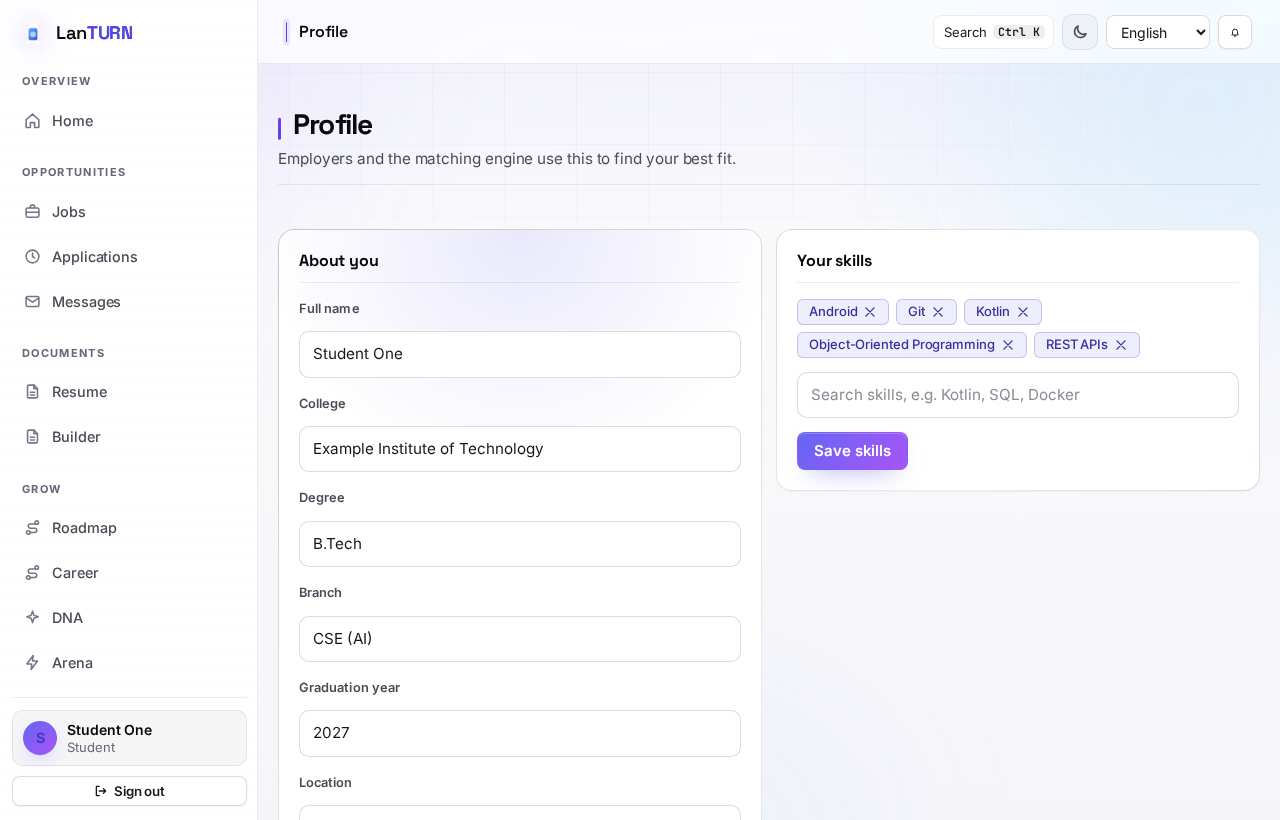 LanTURN
OVERVIEW
Home
OPPORTUNITIES
Jobs
Applications
Messages
DOCUMENTS
Resume
Builder
GROW
Roadmap
Career
DNA
Arena
S
Student One
Student
Sign out
Profile
Search Ctrl K
English
Profile
Employers and the matching engine use this to find your best fit.
About you
Full name
Student One
College
Example Institute of Technology
Degree
B.Tech
Branch
CSE (AI)
Graduation year
2027
Location
Your skills
Android
Git
Kotlin
Object-Oriented Programming
REST APIs
Search skills, e.g. Kotlin, SQL, Docker
Save skills